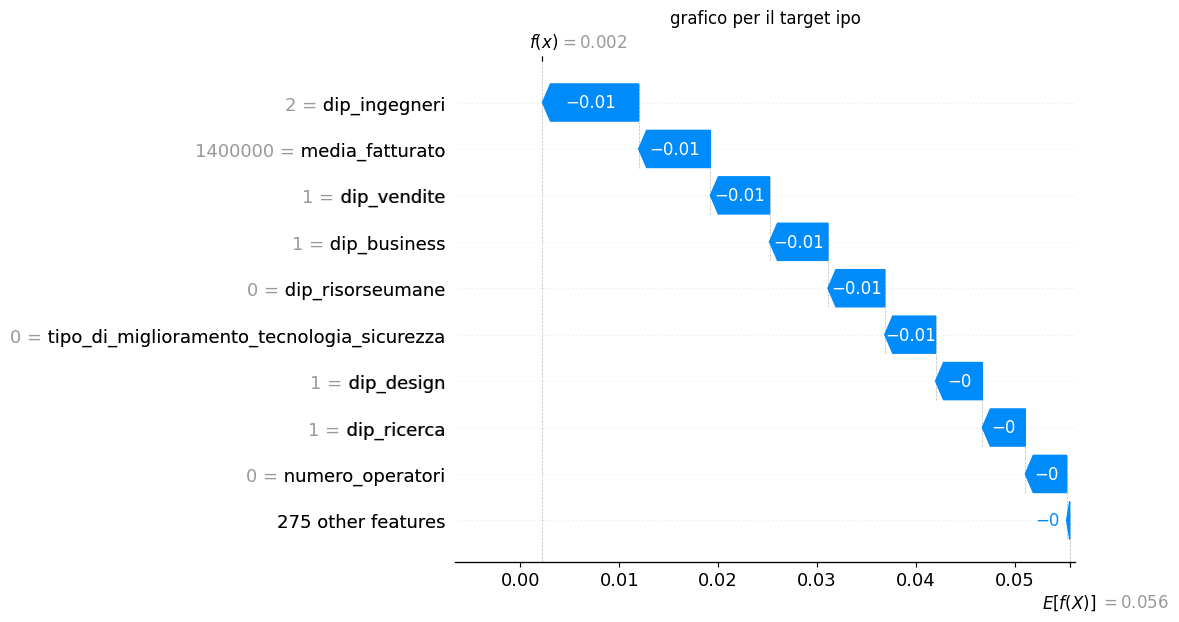 grafico per il target ipo
f(x) = 0.002
2 = dip_ingegneri
−0.01
1400000 = media_fatturato
−0.01
1 = dip_vendite
−0.01
1 = dip_business
−0.01
0 = dip_risorseumane
−0.01
0 = tipo_di_miglioramento_tecnologia_sicurezza
−0.01
1 = dip_design
−0
1 = dip_ricerca
−0
0 = numero_operatori
−0
275 other features
−0
0.00 0.01 0.02 0.03 0.04 0.05
E[f(X)] = 0.056